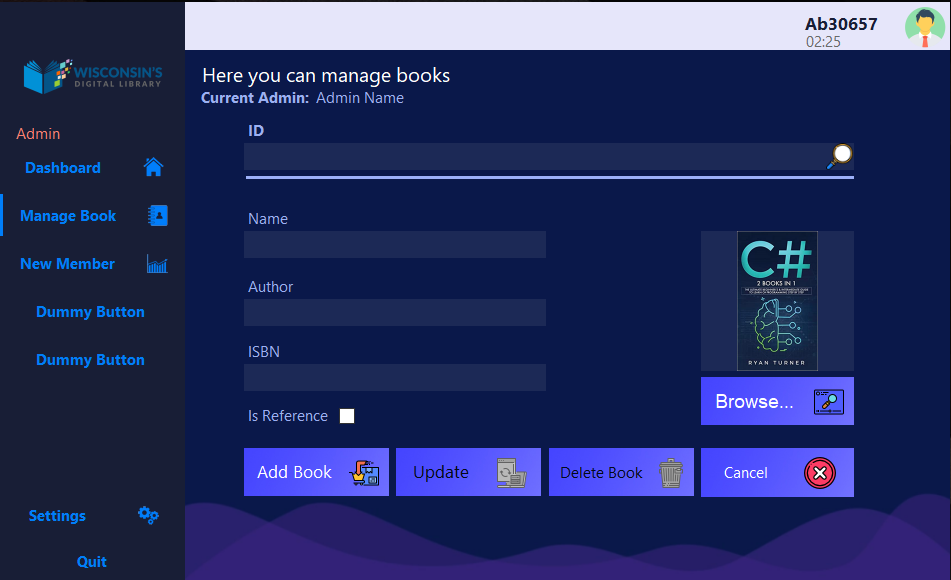 Ab30657
02:25
WISCONSIN'S
DIGITAL LIBRARY
Admin
Dashboard
Manage Book
New Member
Dummy Button
Dummy Button
Settings
Quit
Here you can manage books
Current Admin: Admin Name
ID
Name
Author
ISBN
Is Reference
C#
2 BOOKS IN 1
RYAN TURNER
Browse...
Add Book
Update
Delete Book
Cancel